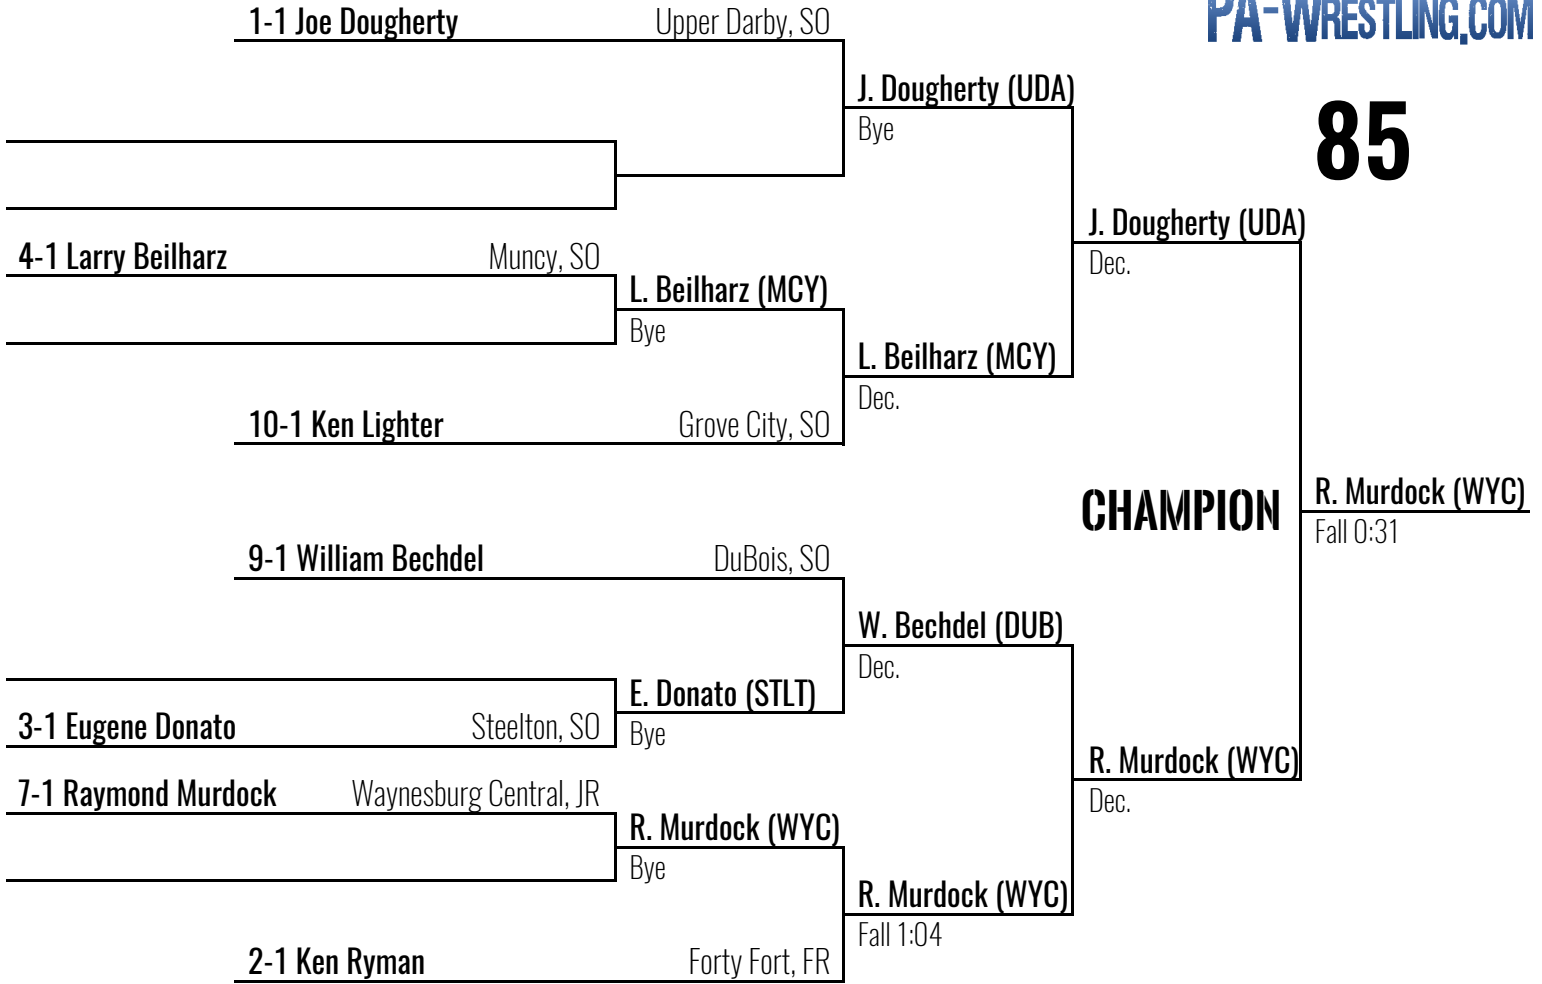 PA-WRESTLING.COM
1-1 Joe Dougherty Upper Darby, SO
J. Dougherty (UDA)
Bye
85
J. Dougherty (UDA)
Dec.
4-1 Larry Beilharz Muncy, SO
L. Beilharz (MCY)
Bye
L. Beilharz (MCY)
Dec.
10-1 Ken Lighter Grove City, SO
CHAMPION
R. Murdock (WYC)
Fall 0:31
9-1 William Bechdel DuBois, SO
W. Bechdel (DUB)
Dec.
E. Donato (STLT)
Bye
3-1 Eugene Donato Steelton, SO
R. Murdock (WYC)
Dec.
7-1 Raymond Murdock Waynesburg Central, JR
R. Murdock (WYC)
Bye
R. Murdock (WYC)
Fall 1:04
2-1 Ken Ryman Forty Fort, FR